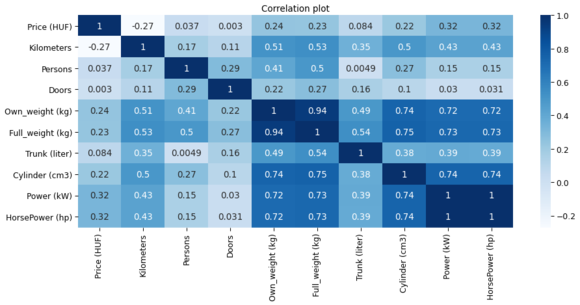 Correlation plot
Price (HUF) 1 -0.27 0.037 0.003 0.24 0.23 0.084 0.22 0.32 0.32
Kilometers -0.27 1 0.17 0.11 0.51 0.53 0.35 0.5 0.43 0.43
Persons 0.037 0.17 1 0.29 0.41 0.5 0.0049 0.27 0.15 0.15
Doors 0.003 0.11 0.29 1 0.22 0.27 0.16 0.1 0.03 0.031
Own_weight (kg) 0.24 0.51 0.41 0.22 1 0.94 0.49 0.74 0.72 0.72
Full_weight (kg) 0.23 0.53 0.5 0.27 0.94 1 0.54 0.75 0.73 0.73
Trunk (liter) 0.084 0.35 0.0049 0.16 0.49 0.54 1 0.38 0.39 0.39
Cylinder (cm3) 0.22 0.5 0.27 0.1 0.74 0.75 0.38 1 0.74 0.74
Power (kW) 0.32 0.43 0.15 0.03 0.72 0.73 0.39 0.74 1 1
HorsePower (hp) 0.32 0.43 0.15 0.031 0.72 0.73 0.39 0.74 1 1
Price (HUF) Kilometers Persons Doors Own_weight (kg) Full_weight (kg) Trunk (liter) Cylinder (cm3) Power (kW) HorsePower (hp)
1.0
0.8
0.6
0.4
0.2
0.0
-0.2